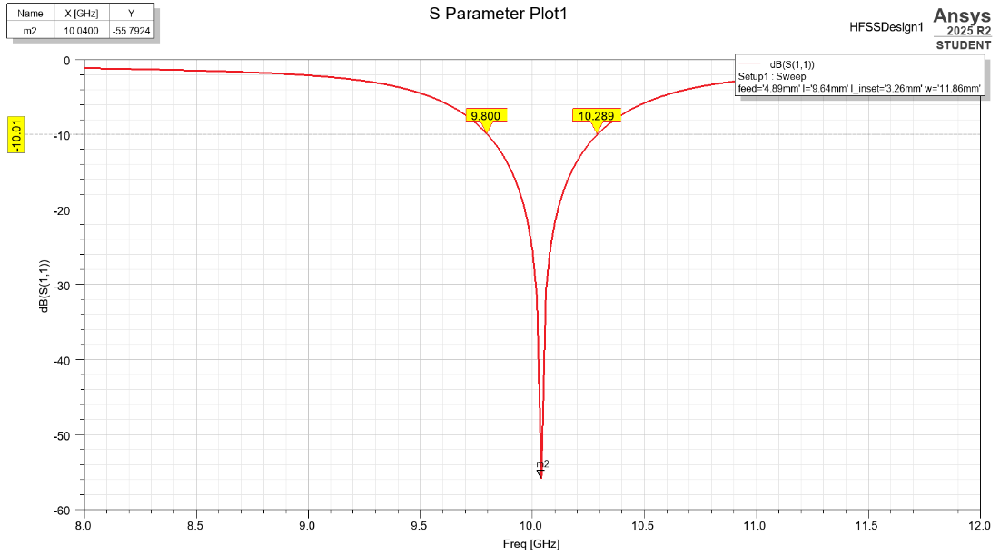 Name X [GHz] Y
m2 10.0400 -55.7924
S Parameter Plot1
HFSSDesign1
Ansys
2025 R2
STUDENT
dB(S(1,1))
Setup1 : Sweep
feed='4.89mm' l='9.64mm' l_inset='3.26mm' w='11.86mm'
9.800
10.289
-10.01
m2
0
-10
-20
-30
-40
-50
-60
dB(S(1,1))
8.0 8.5 9.0 9.5 10.0 10.5 11.0 11.5 12.0
Freq [GHz]